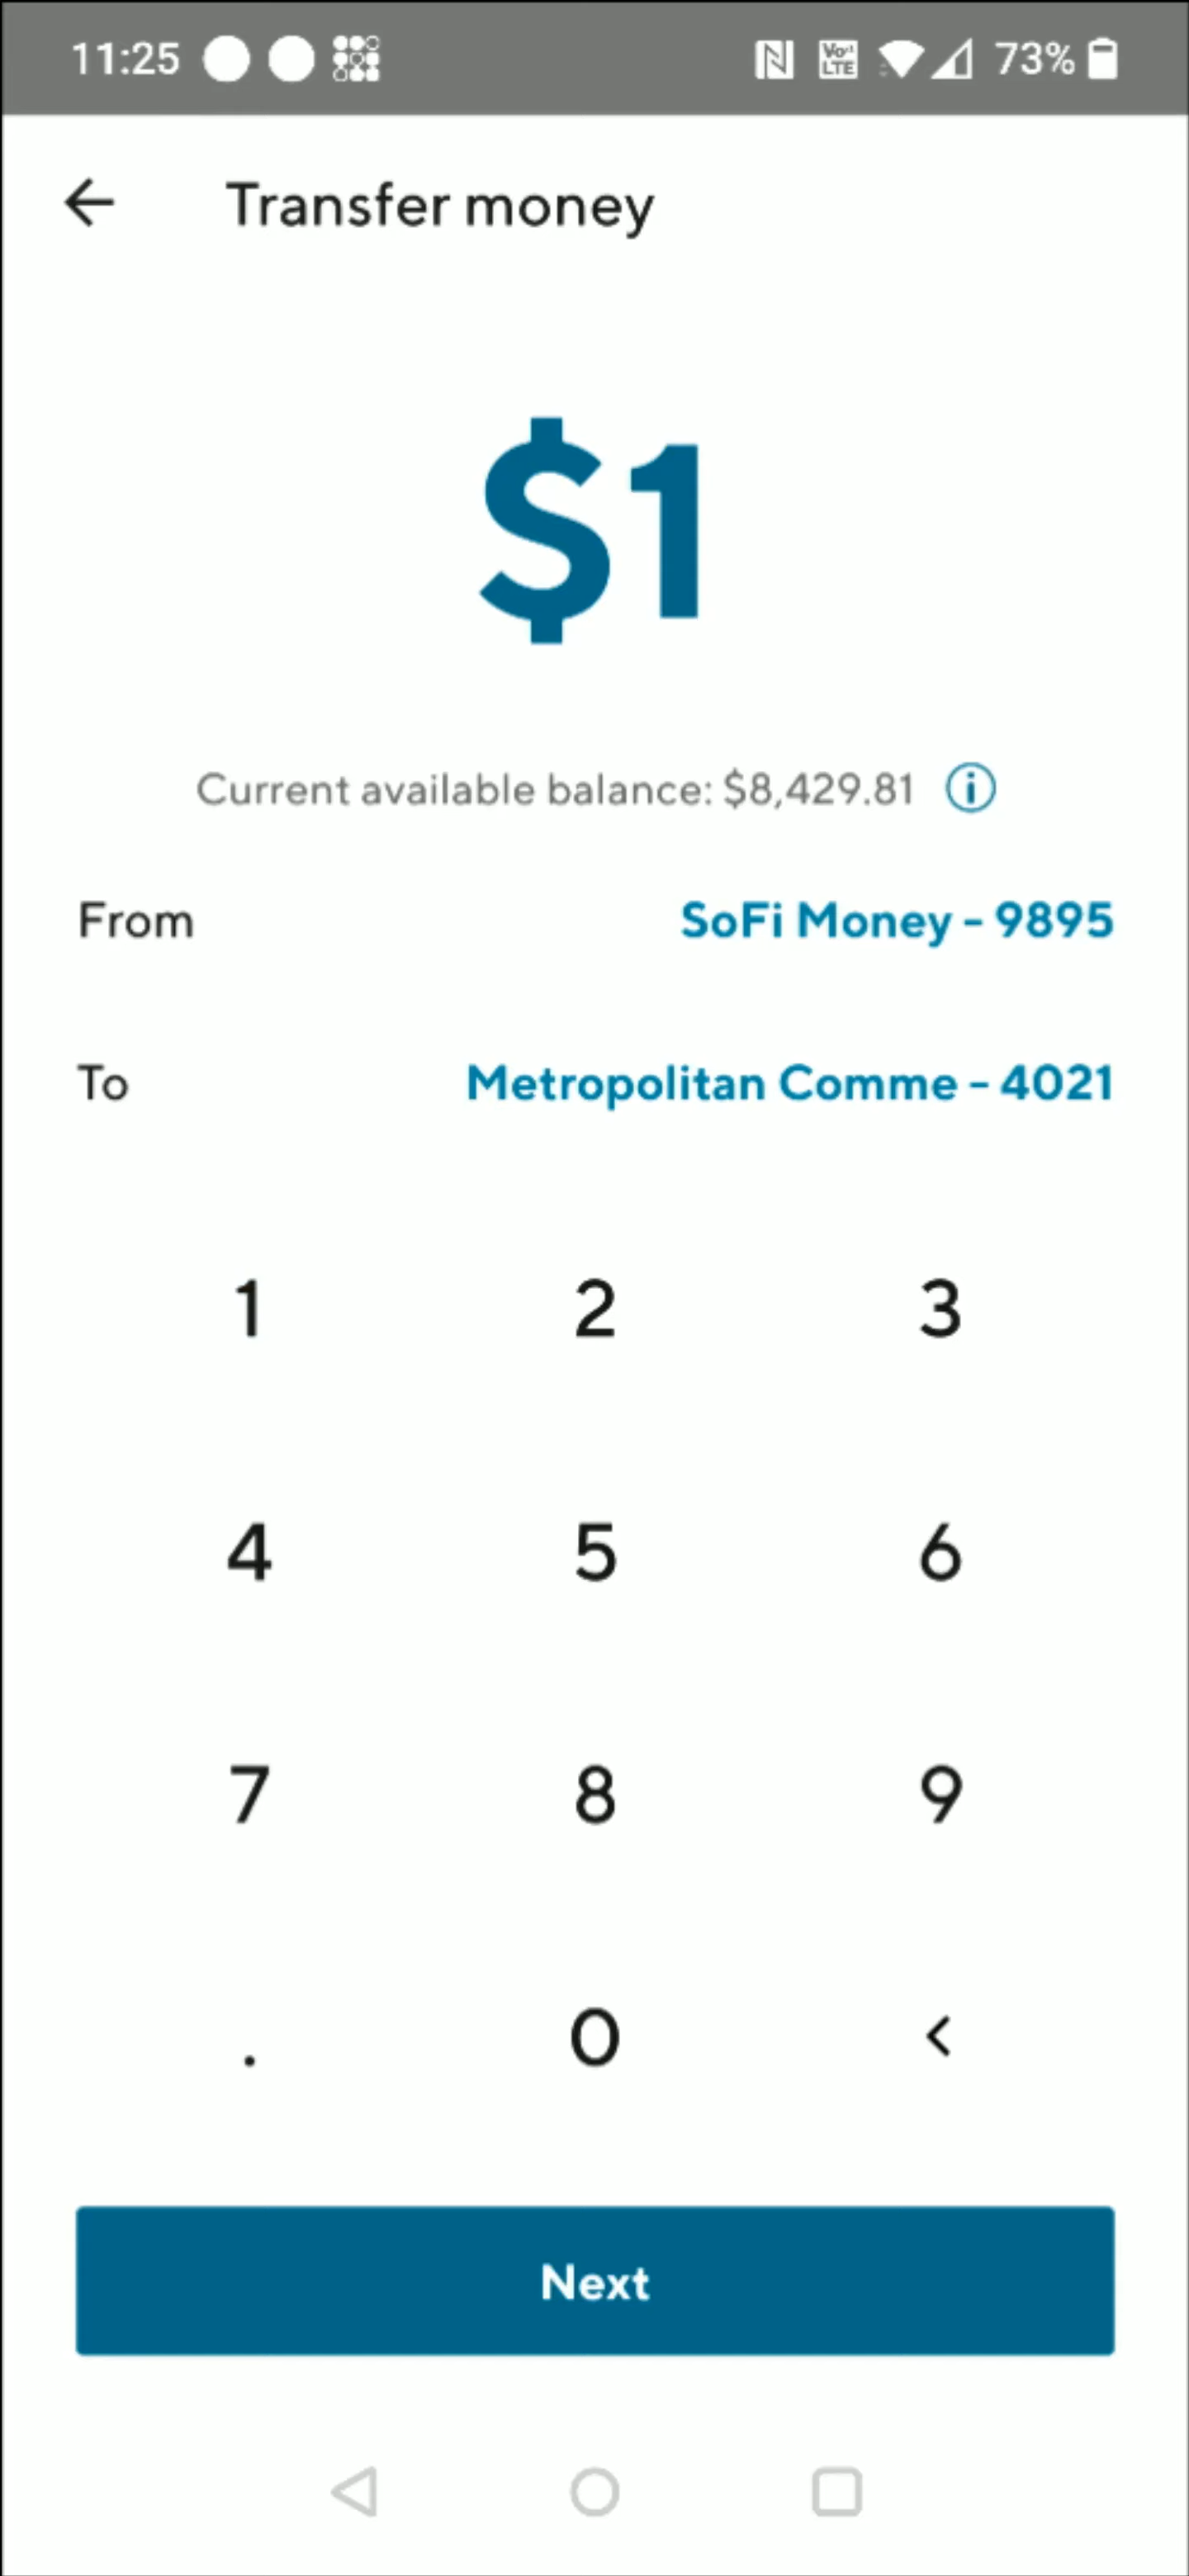 11:25 73%
Transfer money
$1
Current available balance: $8,429.81
From SoFi Money - 9895
To Metropolitan Comme - 4021
1 2 3
4 5 6
7 8 9
. 0 <
Next